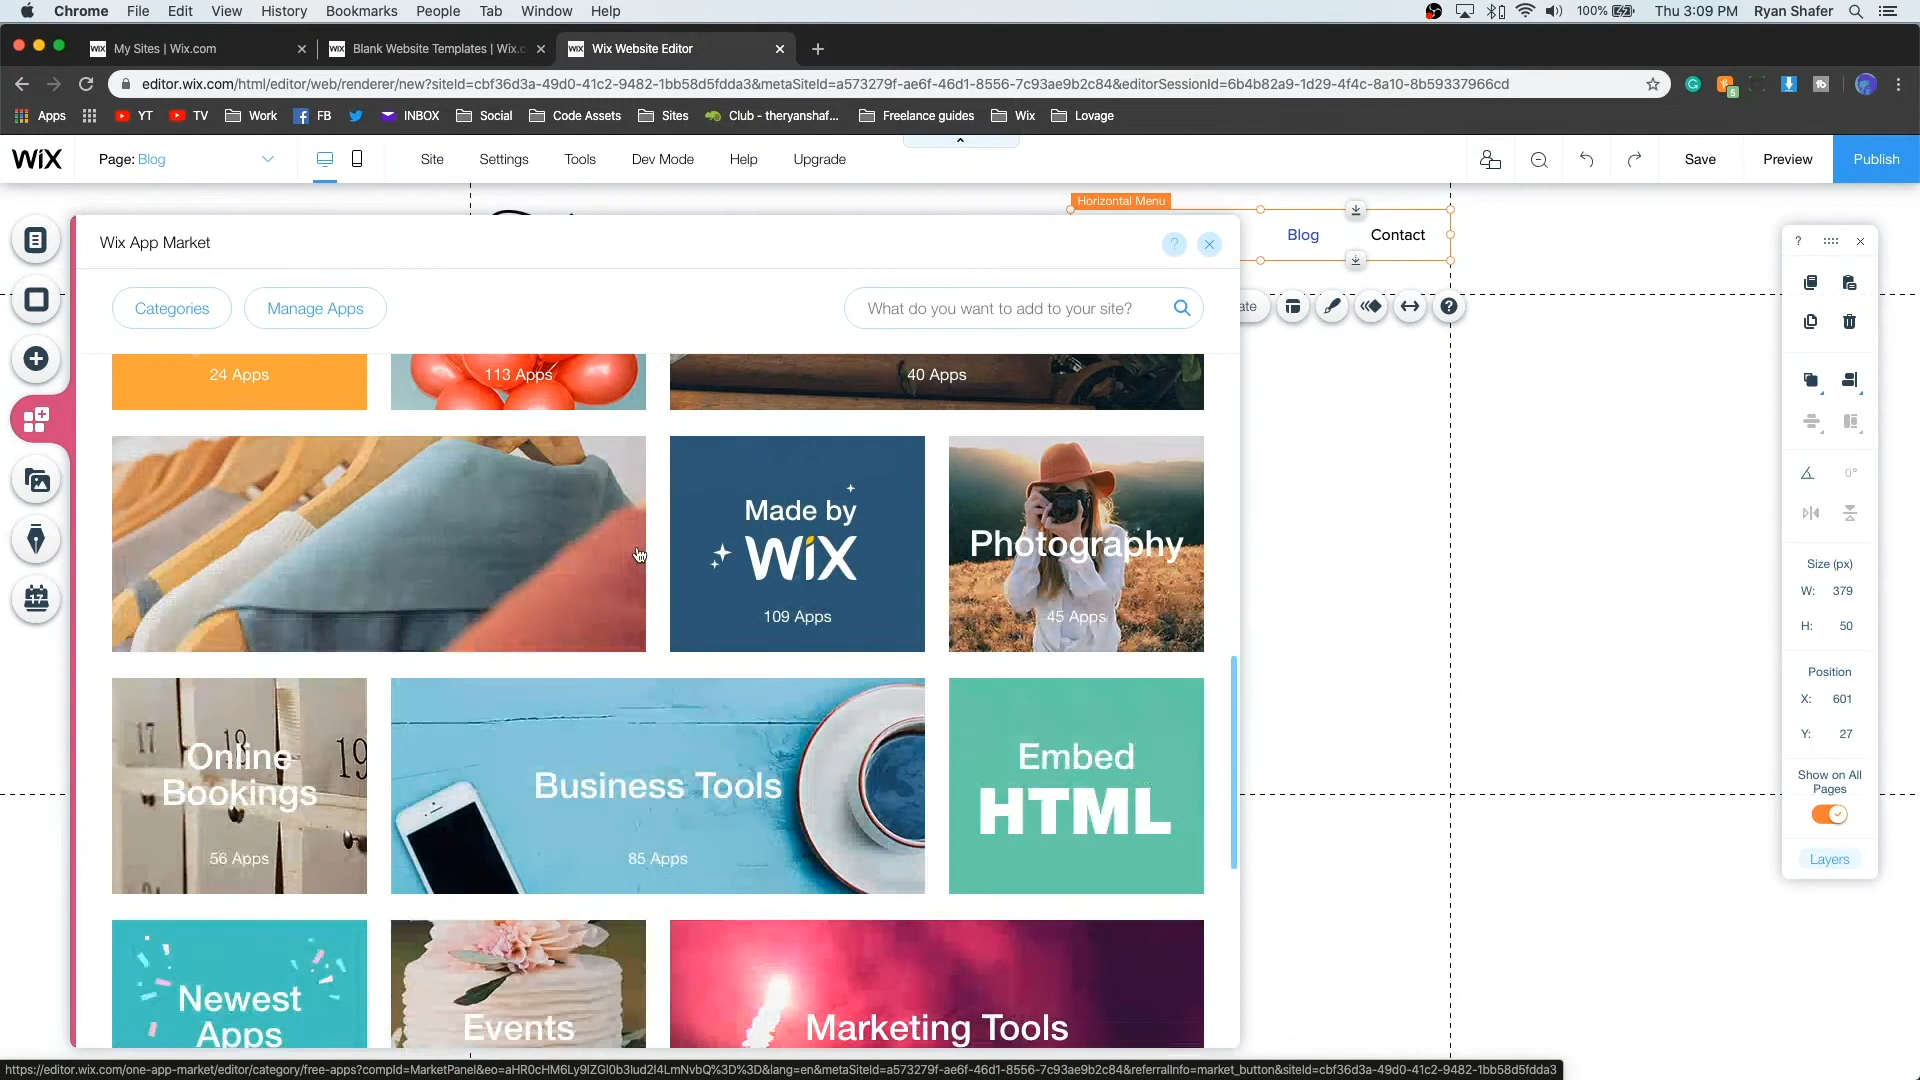 Chrome File Edit View History Bookmarks People Tab Window Help 100% Thu 3:09 PM Ryan Shafer
WIX My Sites | Wix.com WIX Blank Website Templates | Wix.c WIX Wix Website Editor
editor.wix.com/html/editor/web/renderer/new?siteId=cbf36d3a-49d0-41c2-9482-1bb58d5fdda3&metaSiteId=a573279f-ae6f-46d1-8556-7c93ae9b2c84&editorSessionId=6b4b82a9-1d29-4f4c-8a10-8b59337966cd
Apps YT TV Work FB INBOX Social Code Assets Sites Club - theryanshaf... Freelance guides Wix Lovage
WIX Page: Blog Site Settings Tools Dev Mode Help Upgrade Save Preview Publish
Horizontal Menu
Blog Contact
Wix App Market ?
Categories Manage Apps What do you want to add to your site?
ate ?
24 Apps 113 Apps 40 Apps
Made by
WiX
109 Apps
Photography
45 Apps
17 18 19
Online
Bookings
56 Apps
Business Tools
85 Apps
Embed
HTML
Newest
Apps
Events
Marketing Tools
17
?
0°
Size (px)
W: 379
H: 50
Position
X: 601
Y: 27
Show on All
Pages
Layers
https://editor.wix.com/one-app-market/editor/category/free-apps?compId=MarketPanel&eo=aHR0cHM6Ly9lZGl0b3Iud2l4LmNvbQ%3D%3D&lang=en&metaSiteId=a573279f-ae6f-46d1-8556-7c93ae9b2c84&referralInfo=market_button&siteId=cbf36d3a-49d0-41c2-9482-1bb58d5fdda3